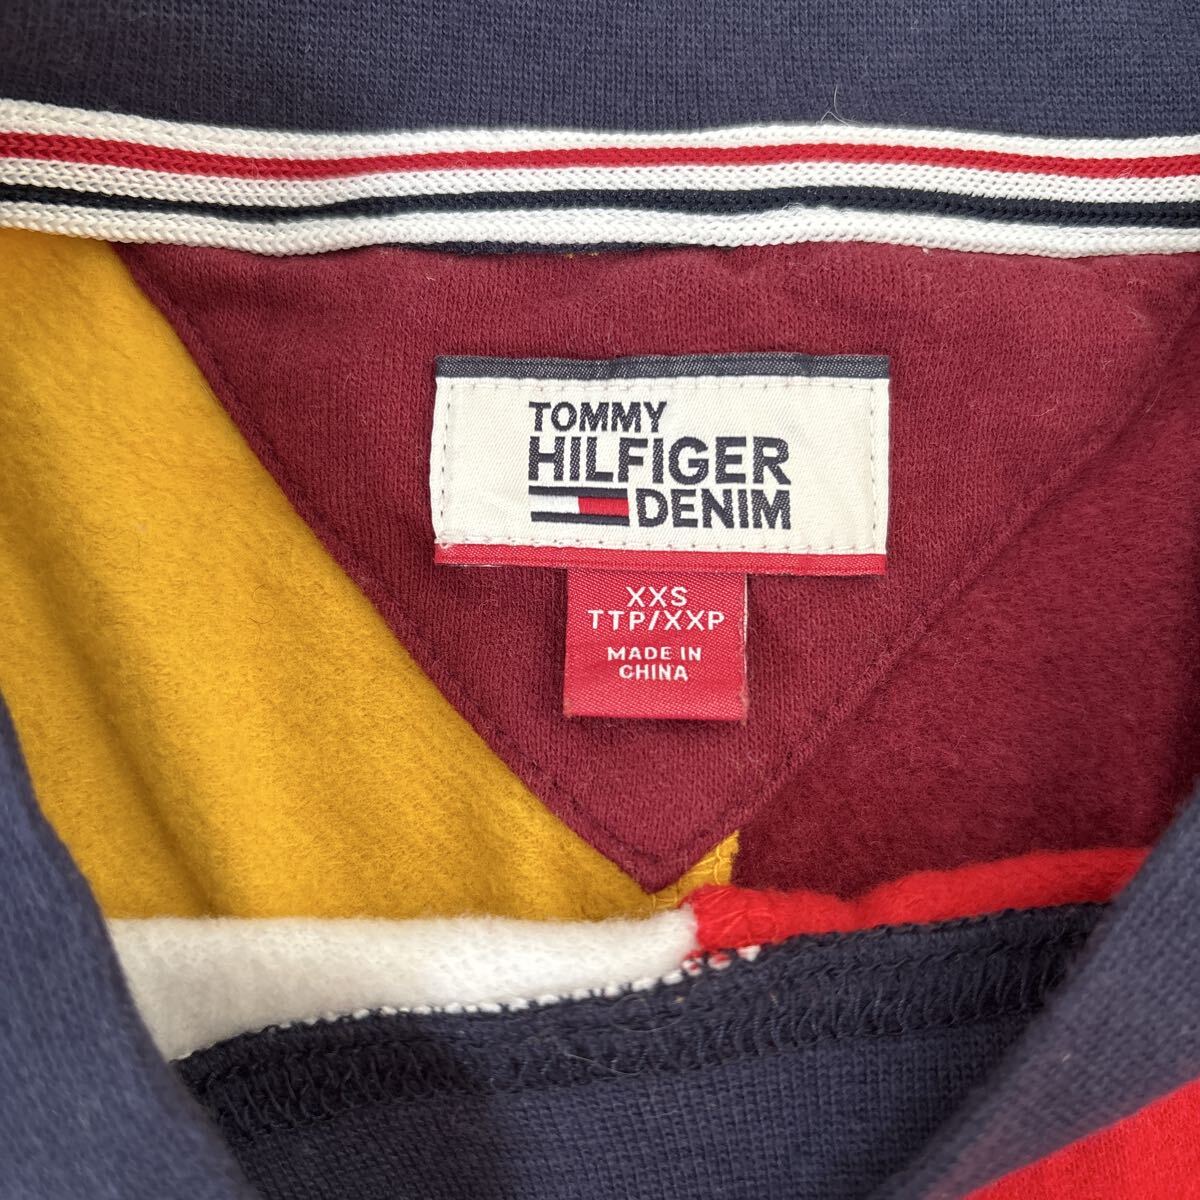 TOMMY
HILFIGER
DENIM
XXS
TTP/XXP
MADE IN
CHINA